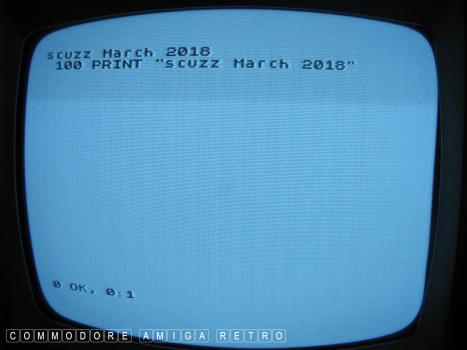 scuzz March 2018
100 PRINT "scuzz March 2018"
0 OK, 0:1
COMMODORE AMIGA RETRO